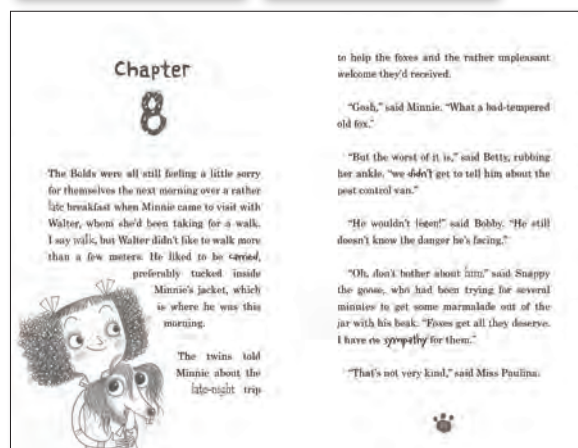 Chapter
8
The Bolds were all still feeling a little sorry
for themselves the next morning over a rather
late breakfast when Minnie came to visit with
Walter, whom she'd been taking for a walk.
I say walk, but Walter didn't like to walk more
than a few meters. He liked to be carried,
preferably tucked inside
Minnie's jacket, which
is where he was this
morning.
The twins told
Minnie about the
late-night trip
to help the foxes and the rather unpleasant
welcome they'd received.
"Gosh," said Minnie. "What a bad-tempered
old fox."
"But the worst of it is," said Betty, rubbing
her ankle, "we didn't get to tell him about the
pest control van."
"He wouldn't listen!" said Bobby. "He still
doesn't know the danger he's facing."
"Oh, don't bother about him," said Snappy
the goose, who had been trying for several
minutes to get some marmalade out of the
jar with his beak. "Foxes get all they deserve.
I have no sympathy for them."
"That's not very kind," said Miss Paulina.